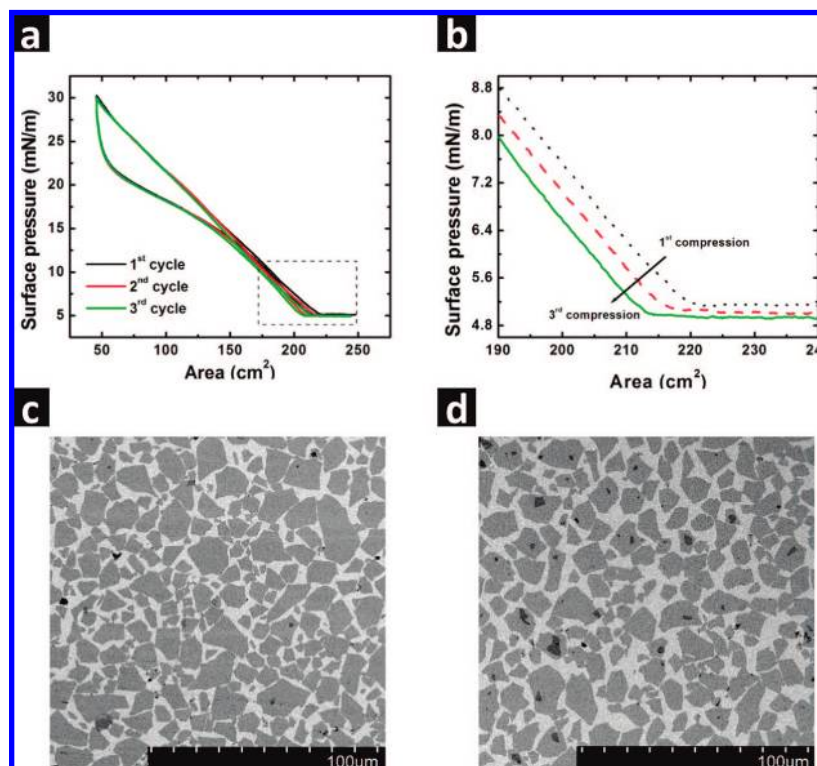 a
b
30
25
20
15
10
5
50
100
150
200
250
Surface pressure (mN/m)
Area (cm²)
1st cycle
2nd cycle
3rd cycle
8.8
8.0
7.2
6.4
5.6
4.8
190
200
210
220
230
240
Surface pressure (mN/m)
Area (cm²)
1st compression
3rd compression
c
d
100um
100um